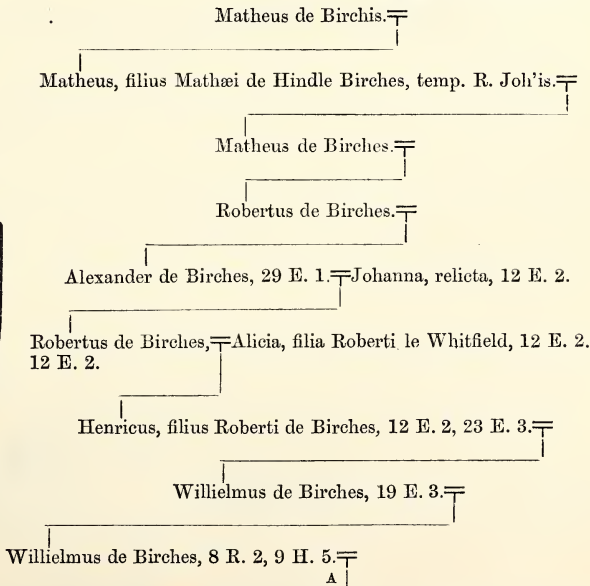 Matheus de Birchis.
Matheus, filius Mathæi de Hindle Birches, temp. R. Joh'is.
Matheus de Birches.
Robertus de Birches.
Alexander de Birches, 29 E. 1. Johanna, relicta, 12 E. 2.
Robertus de Birches, Alicia, filia Roberti le Whitfield, 12 E. 2.
12 E. 2.
Henricus, filius Roberti de Birches, 12 E. 2, 23 E. 3.
Willielmus de Birches, 19 E. 3.
Willielmus de Birches, 8 R. 2, 9 H. 5.
A